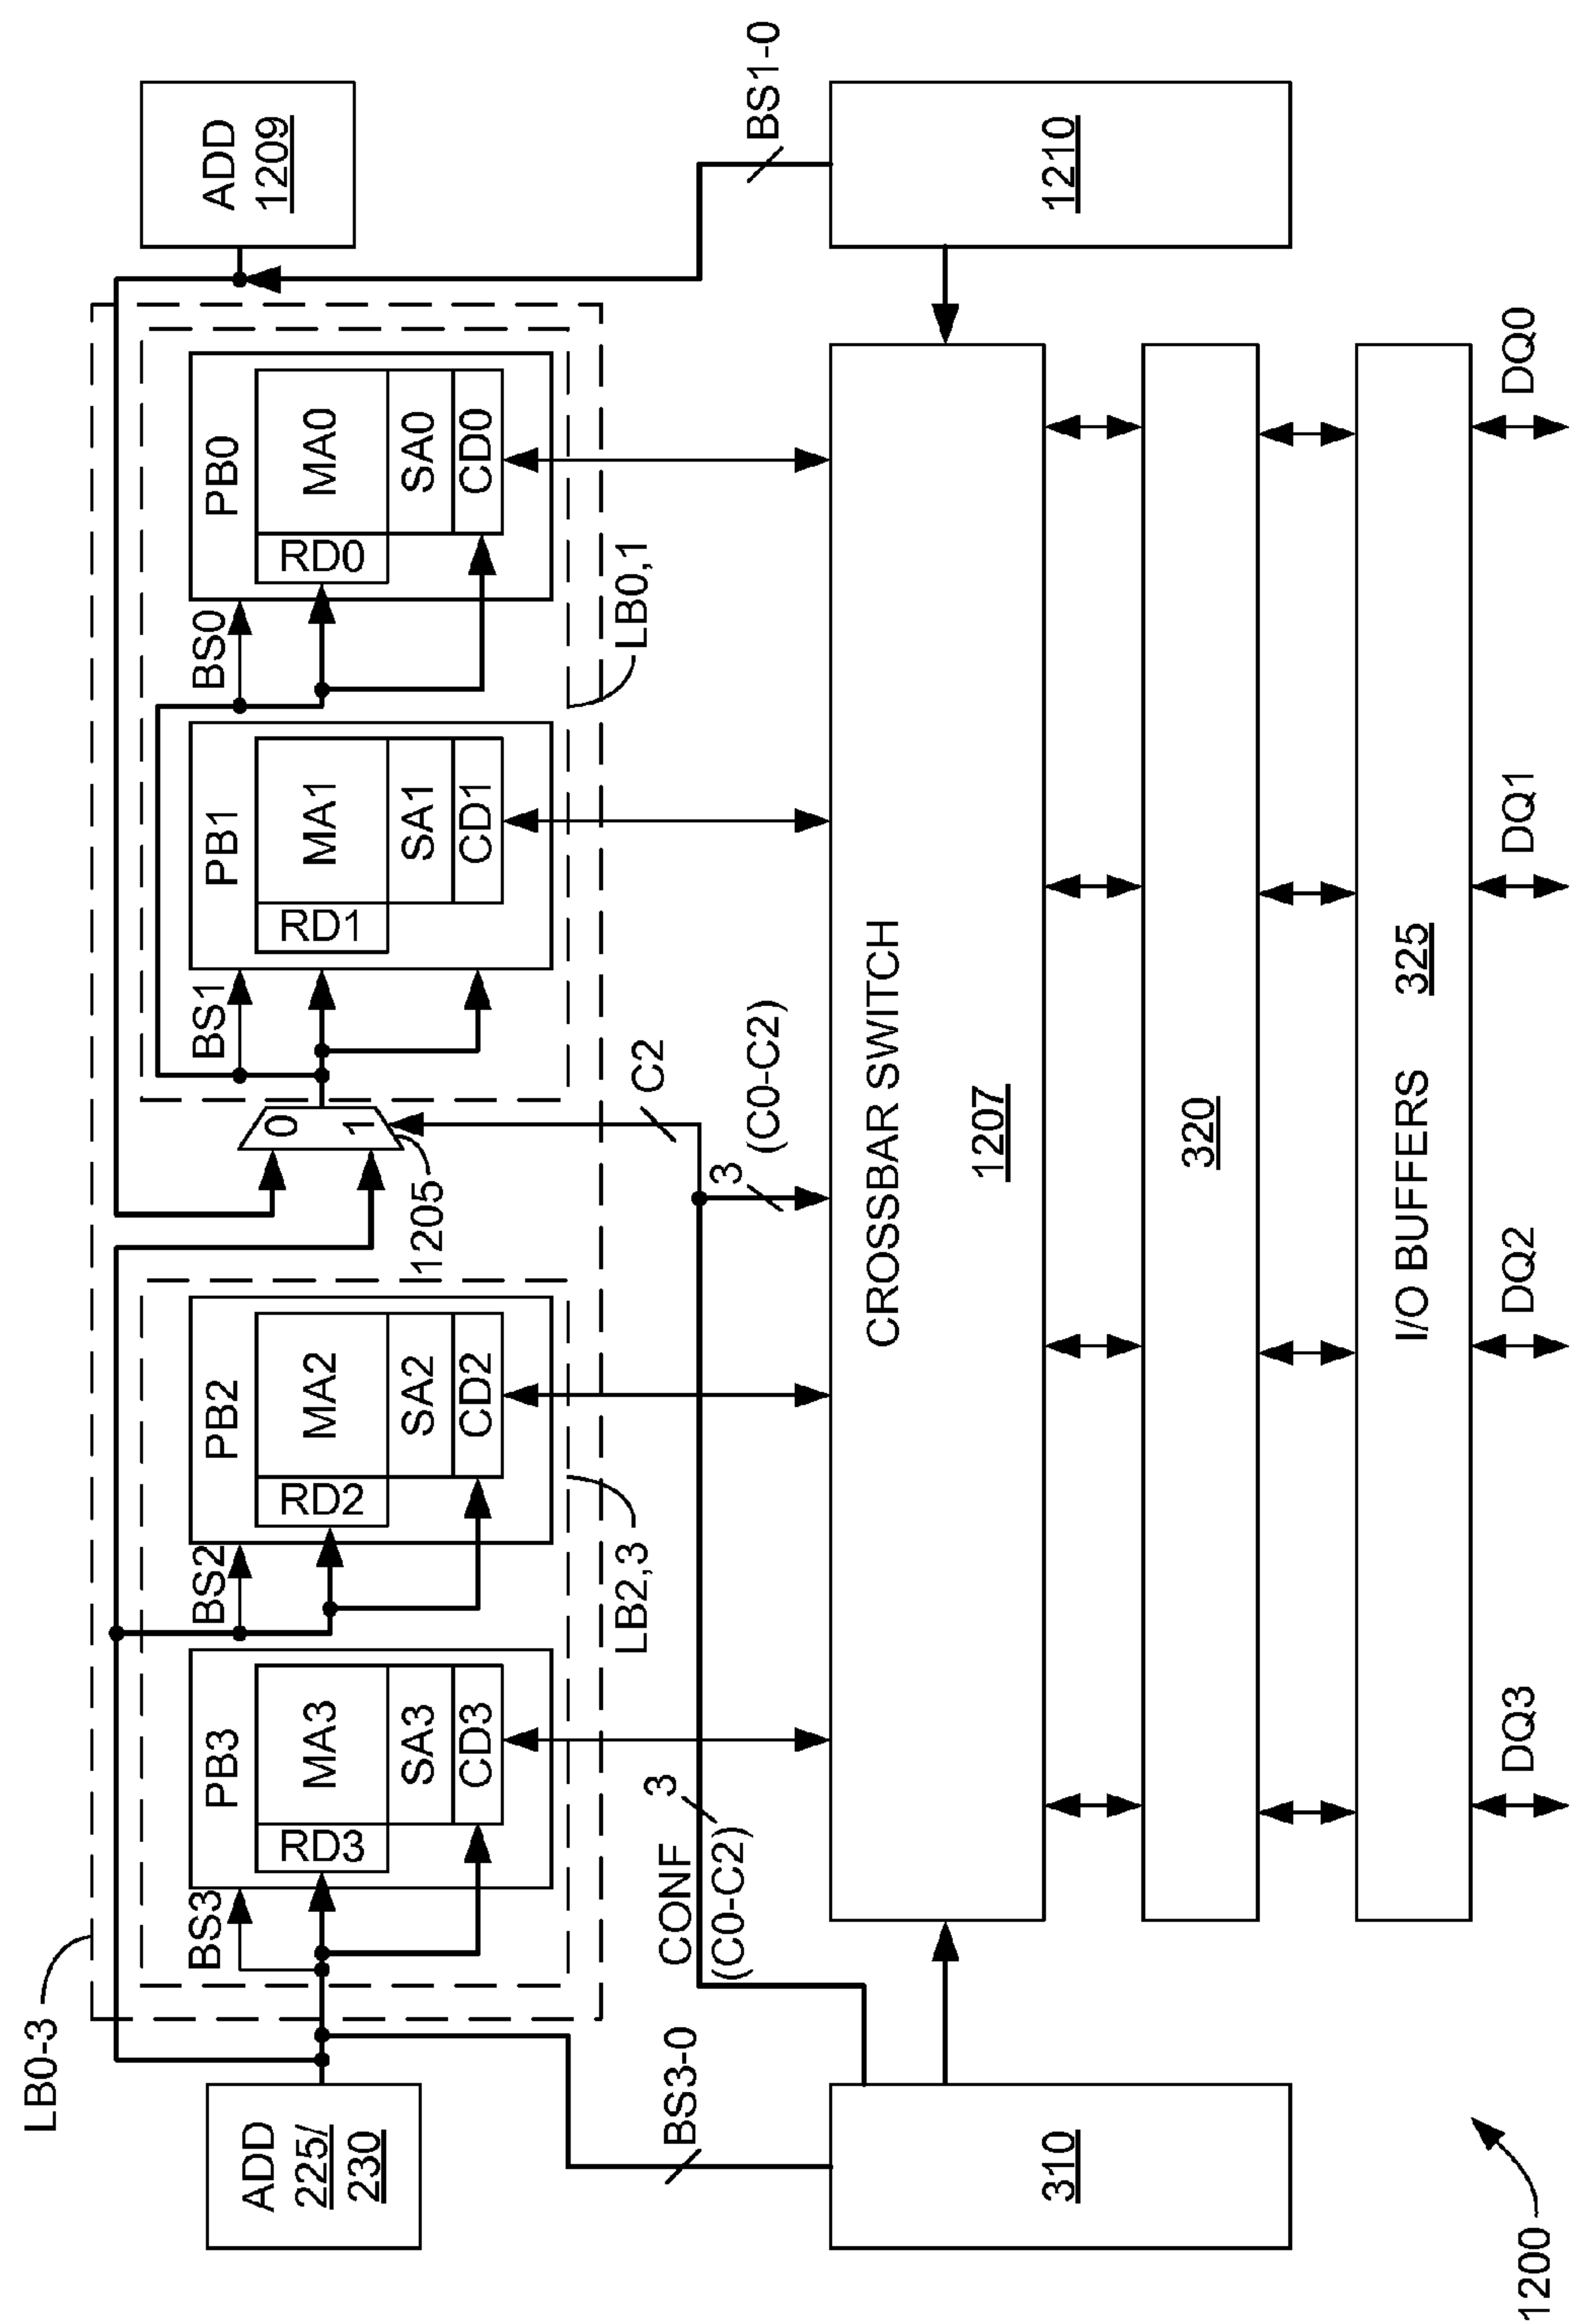 LB0-3
ADD
225/
230
BS3
PB3
RD3
MA3
SA3
CD3
BS2
PB2
RD2
MA2
SA2
CD2
LB2,3
0
1
1205
BS1
PB1
RD1
MA1
SA1
CD1
BS0
PB0
RD0
MA0
SA0
CD0
LB0,1
ADD
1209
BS3-0
CONF
3
(C0-C2)
C2
3
(C0-C2)
BS1-0
310
CROSSBAR SWITCH
1207
1210
320
I/O BUFFERS 325
DQ3
DQ2
DQ1
DQ0
1200